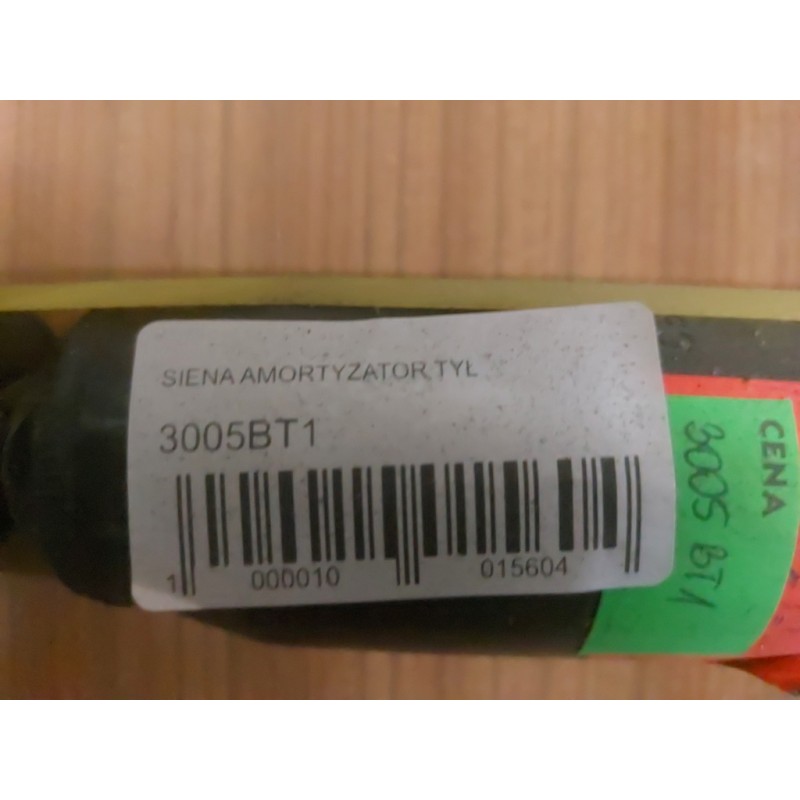 SIENA AMORTYZATOR TYŁ
3005BT1
1 000010 015604
CENA
3005 BT1